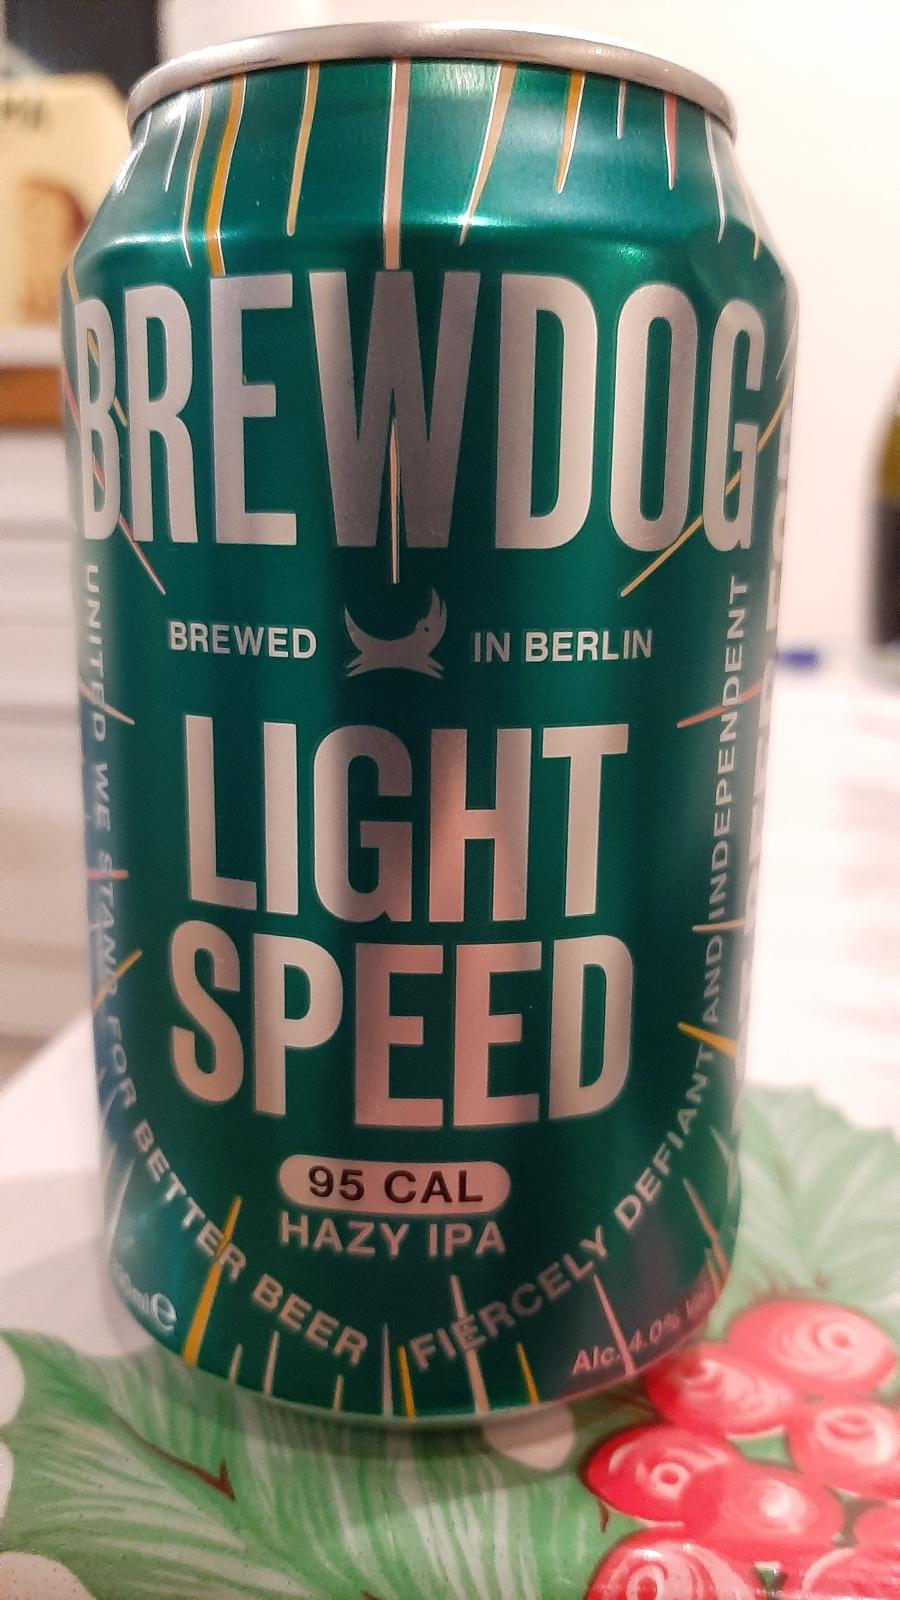 BREWDOG
BREWED IN BERLIN
LIGHT
SPEED
95 CAL
HAZY IPA
UNITED WE STAND FOR BETTER BEER
FIERCELY DEFIANT AND INDEPENDENT
Alc. 4.0%